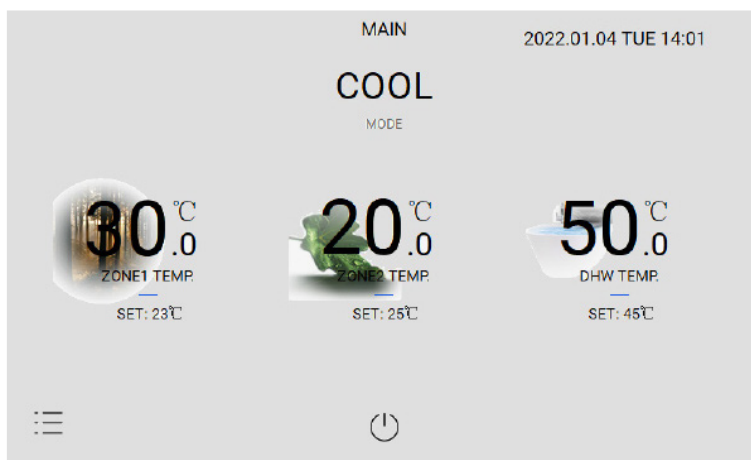 MAIN
2022.01.04 TUE 14:01
COOL
MODE
30.0℃
ZONE1 TEMP.
SET: 23℃
20.0℃
ZONE2 TEMP.
SET: 25℃
50.0℃
DHW TEMP.
SET: 45℃